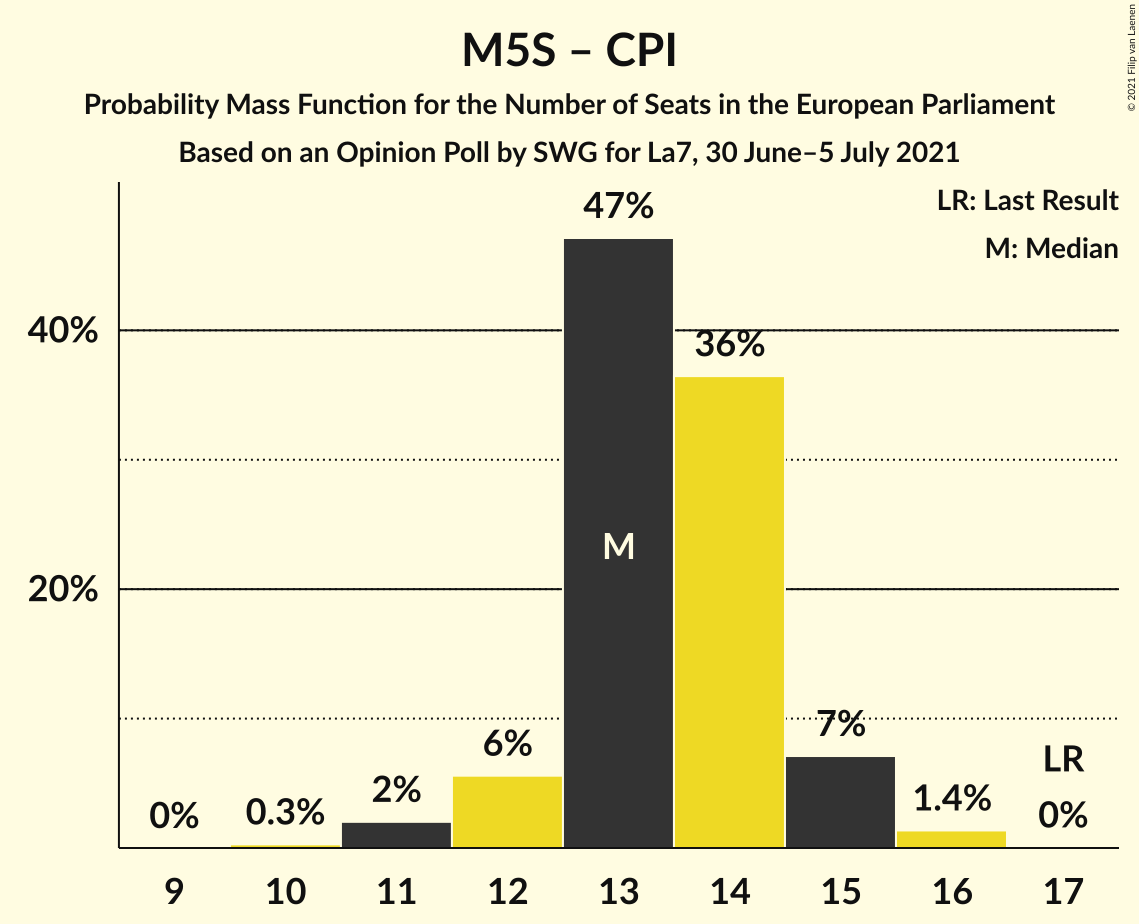 M5S – CPI
Probability Mass Function for the Number of Seats in the European Parliament
Based on an Opinion Poll by SWG for La7, 30 June–5 July 2021
© 2021 Filip van Laenen
LR: Last Result
M: Median
47%
40%
36%
M
20%
7%
6%
LR
2%
1.4%
0.3%
0%
0%
9 10 11 12 13 14 15 16 17